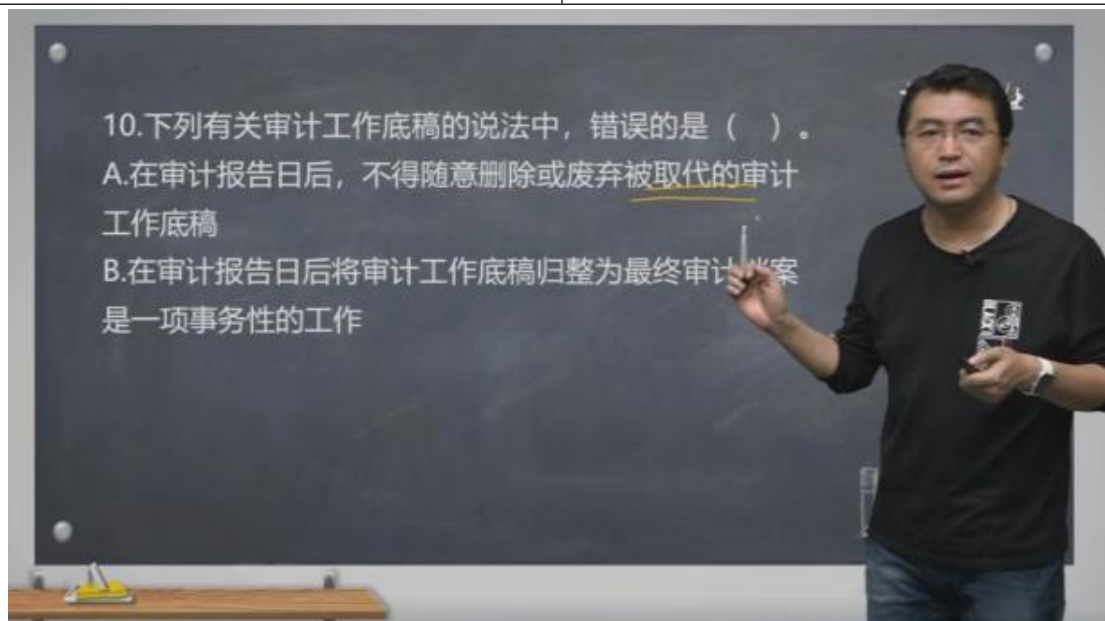 10.下列有关审计工作底稿的说法中，错误的是（　）。
A.在审计报告日后，不得随意删除或废弃被取代的审计
工作底稿
B.在审计报告日后将审计工作底稿归整为最终审计档案
是一项事务性的工作